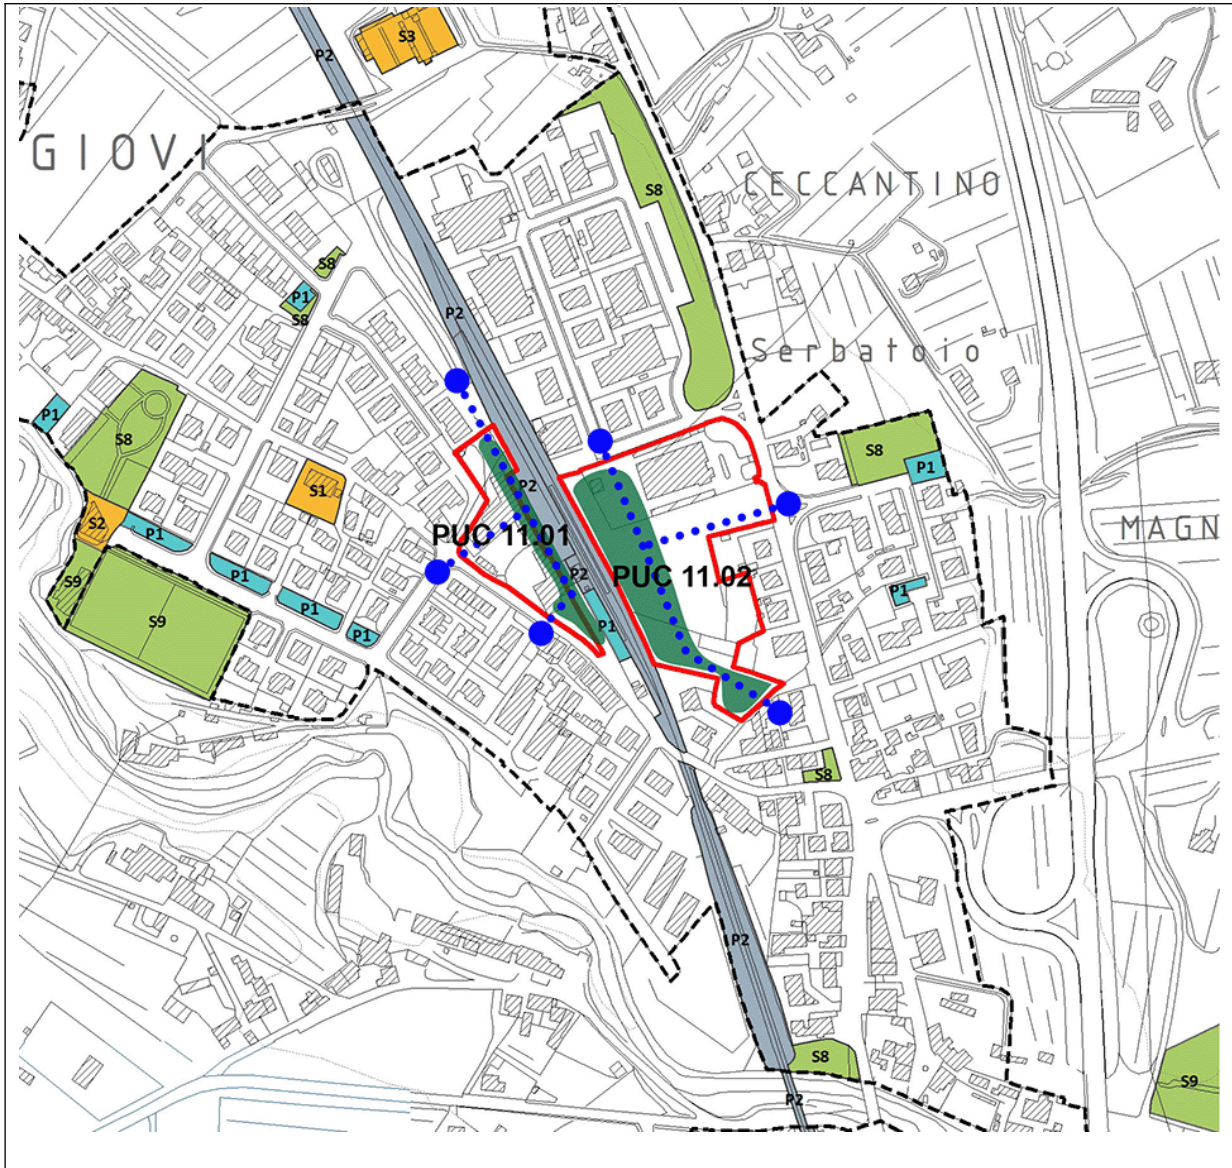 P2
S3
GIOVI
S8
CECCANTINO
S8
P1
S8
P2
Serbatoio
P1
S8
S8
P1
S1
P2
S2
P1
PUC 11.01
MAGN
P2
PUC 11.02
S9
P1
P1
P1
S9
P1
P1
S8
P2
S8
S9
P2